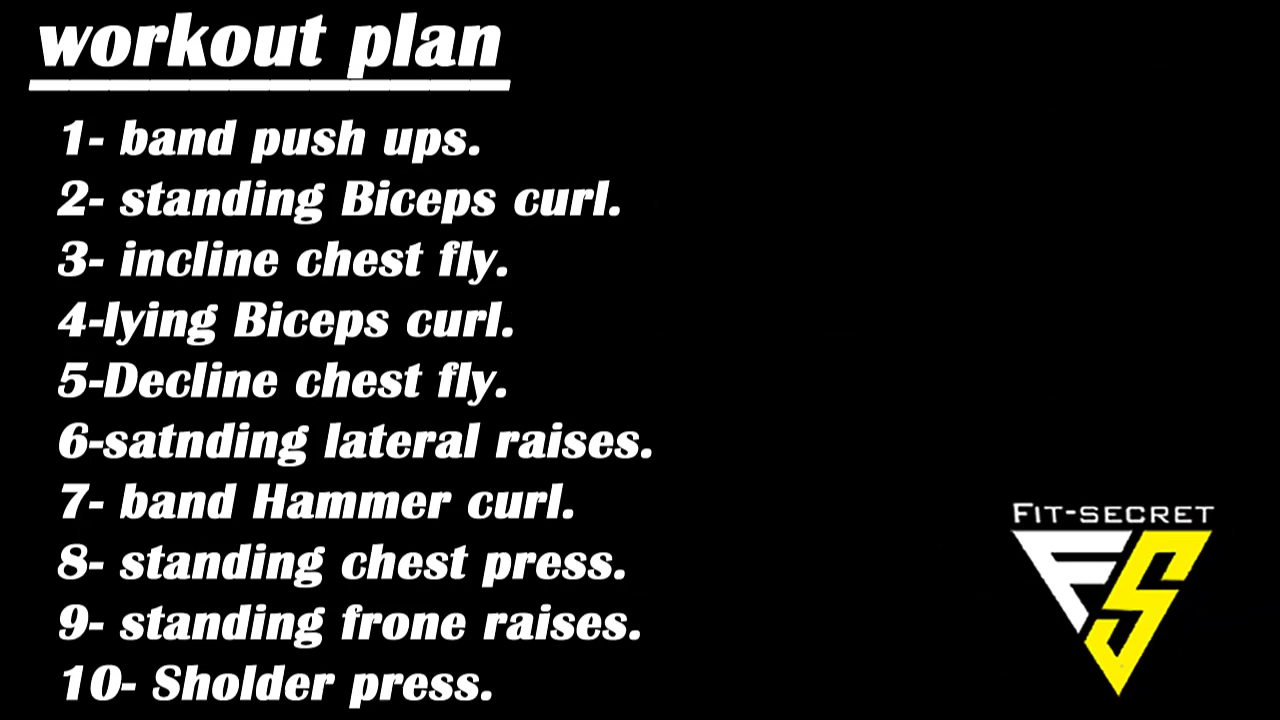 workout plan
1- band push ups.
2- standing Biceps curl.
3- incline chest fly.
4-lying Biceps curl.
5-Decline chest fly.
6-satnding lateral raises.
7- band Hammer curl.
8- standing chest press.
9- standing frone raises.
10- Sholder press.
FIT-SECRET
FS